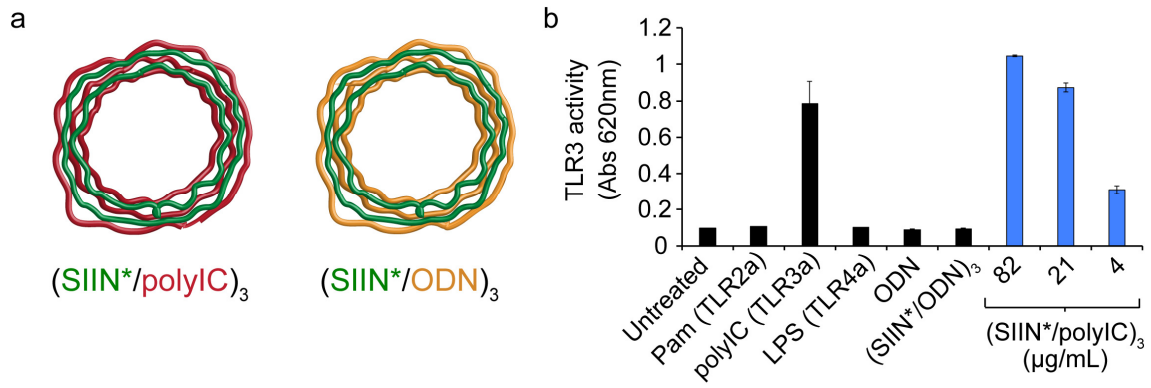 a
(SIIN*/polyIC)3
(SIIN*/ODN)3
b
TLR3 activity
(Abs 620nm)
1.2
1
0.8
0.6
0.4
0.2
0
Untreated
Pam (TLR2a)
polyIC (TLR3a)
LPS (TLR4a)
ODN
(SIIN*/ODN)3
82
21
4
(SIIN*/polyIC)3
(µg/mL)